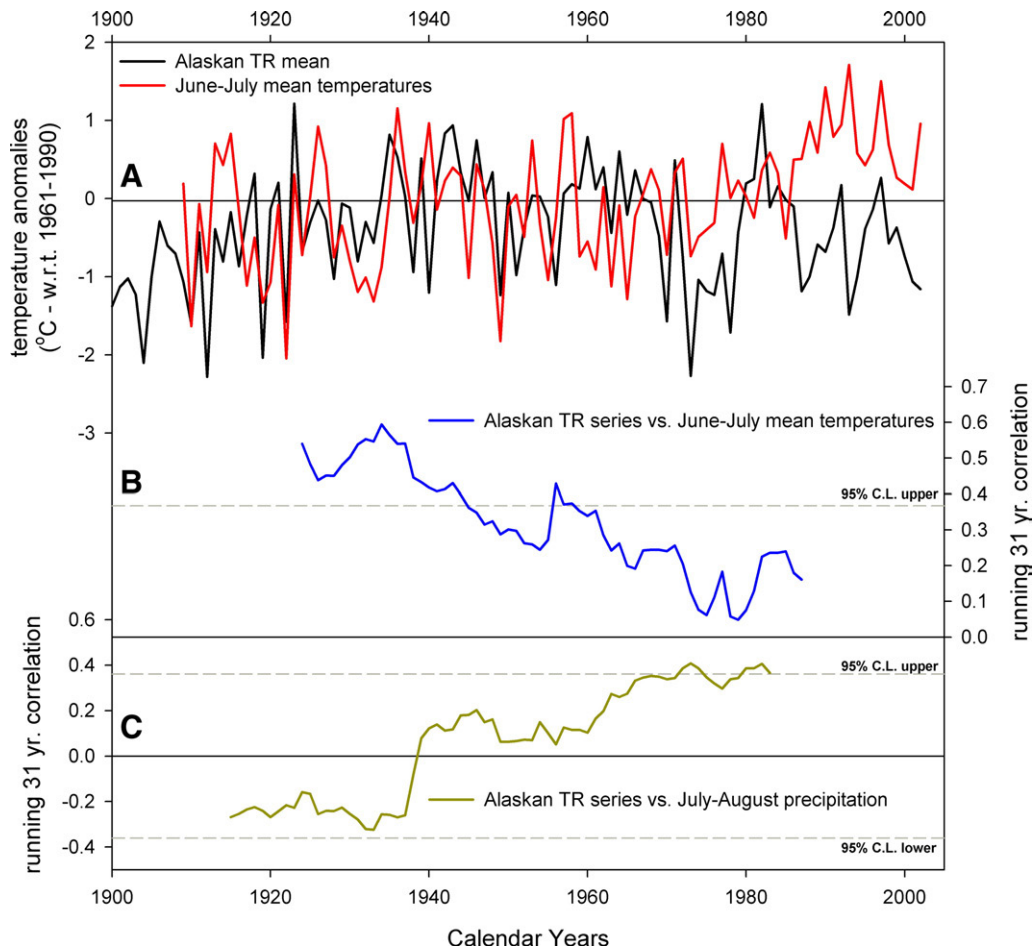 1900 1920 1940 1960 1980 2000
2
1
0
-1
-2
-3
temperature anomalies
(°C - w.r.t. 1961-1990)
Alaskan TR mean
June-July mean temperatures
A
0.7
0.6
0.5
0.4
0.3
0.2
0.1
0.0
running 31 yr. correlation
Alaskan TR series vs. June-July mean temperatures
B
95% C.L. upper
0.6
0.4
0.2
0.0
-0.2
-0.4
running 31 yr. correlation
95% C.L. upper
C
Alaskan TR series vs. July-August precipitation
95% C.L. lower
1900 1920 1940 1960 1980 2000
Calendar Years